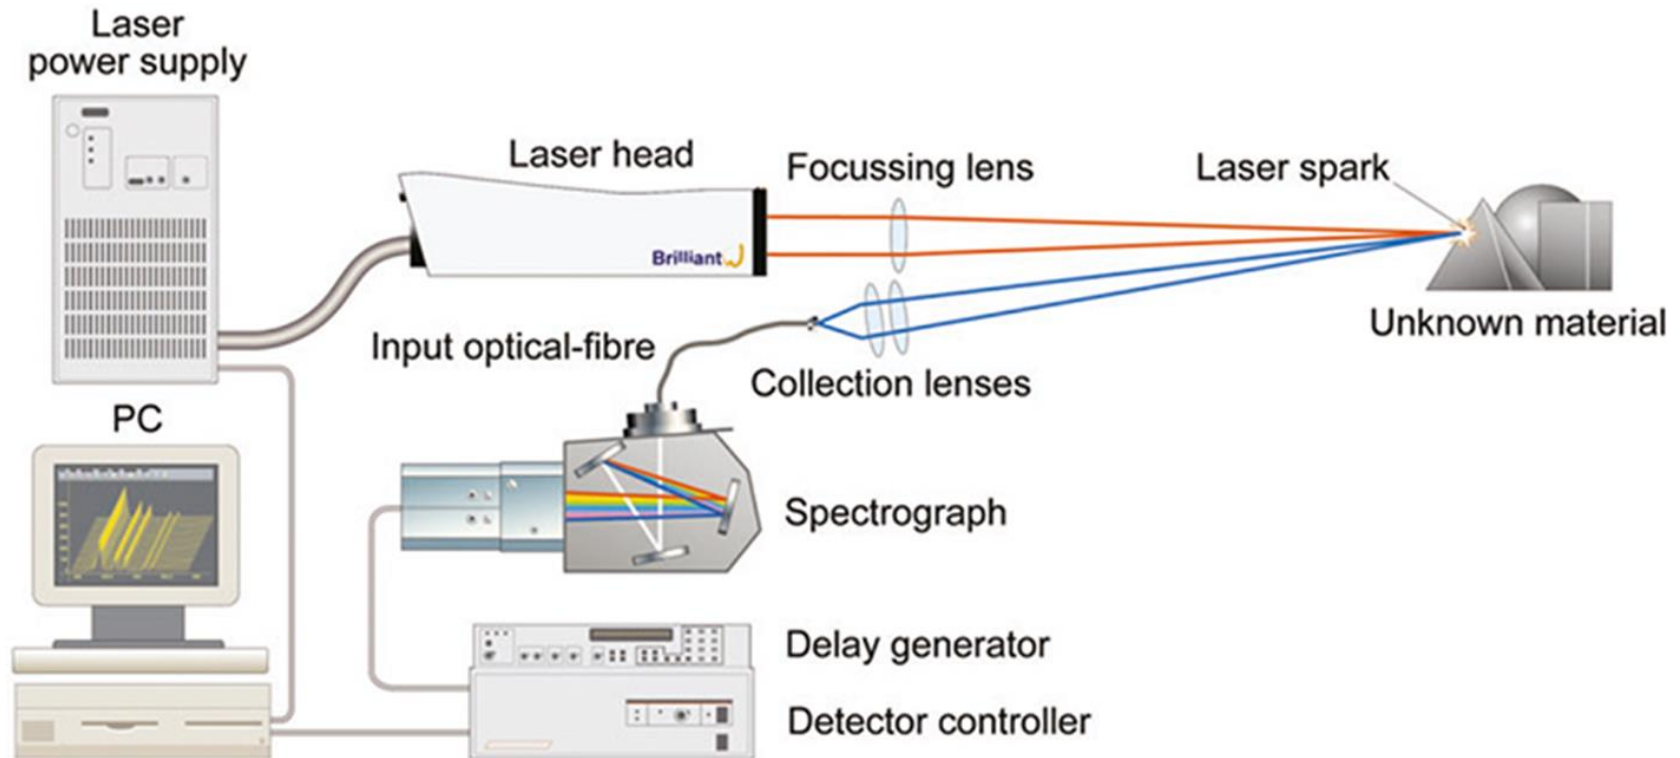 Laser
power supply
Laser head
Focussing lens
Laser spark
Brilliant
Unknown material
Input optical-fibre
Collection lenses
PC
Spectrograph
Delay generator
Detector controller